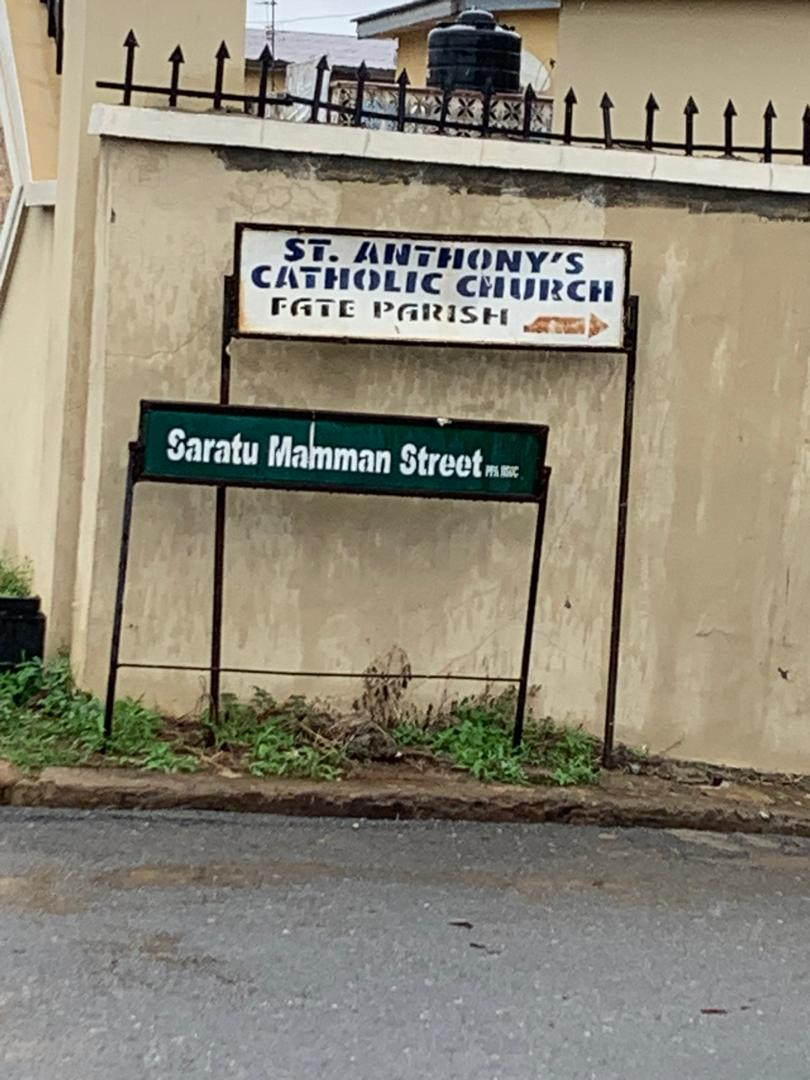 ST. ANTHONY'S
CATHOLIC CHURCH
FATE PARISH
Saratu Mamman Street